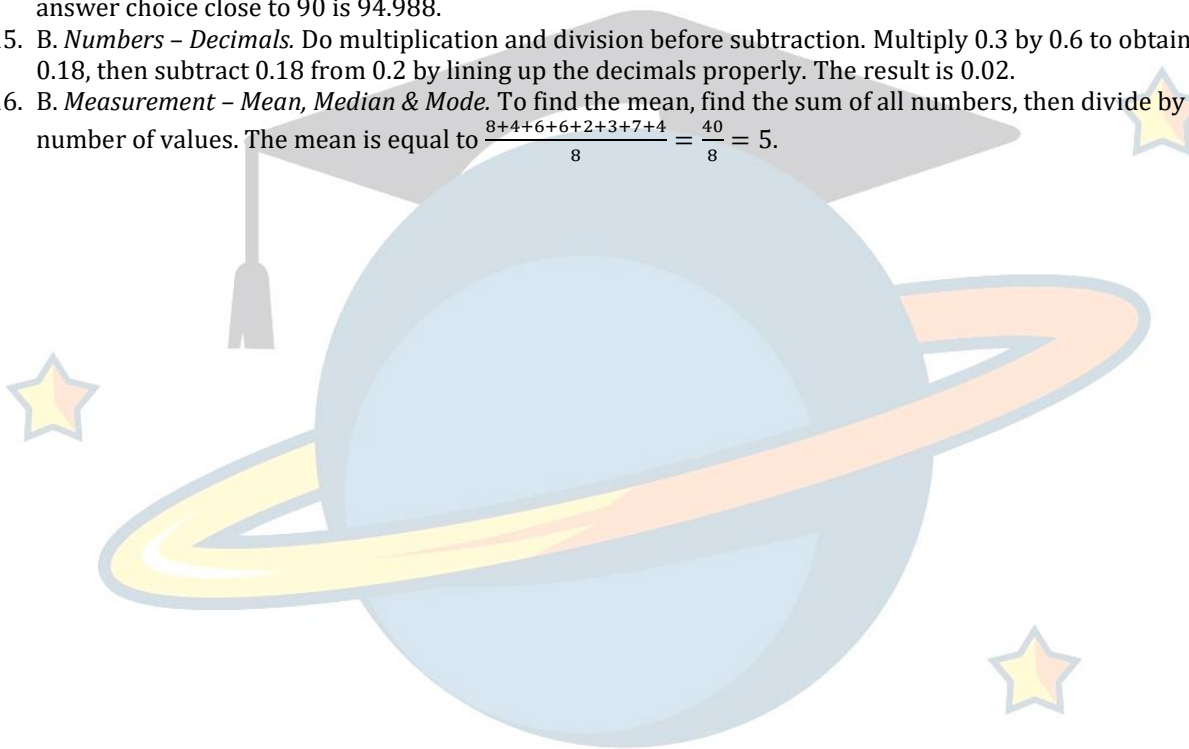 answer choice close to 90 is 94.988.
5. B. Numbers – Decimals. Do multiplication and division before subtraction. Multiply 0.3 by 0.6 to obtain
0.18, then subtract 0.18 from 0.2 by lining up the decimals properly. The result is 0.02.
6. B. Measurement – Mean, Median & Mode. To find the mean, find the sum of all numbers, then divide by
number of values. The mean is equal to \frac{8+4+6+6+2+3+7+4}{8} = \frac{40}{8} = 5.